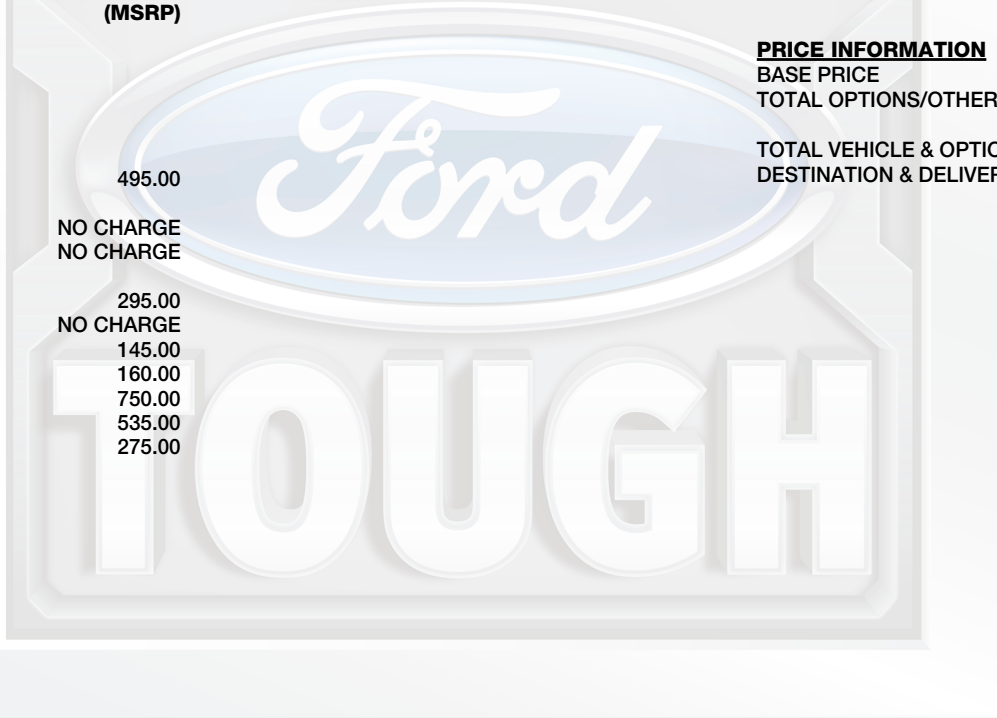 (MSRP)
495.00
NO CHARGE
NO CHARGE
295.00
NO CHARGE
145.00
160.00
750.00
535.00
275.00
PRICE INFORMATION
BASE PRICE
TOTAL OPTIONS/OTHER
TOTAL VEHICLE & OPTIO
DESTINATION & DELIVER
Ford
TOUGH